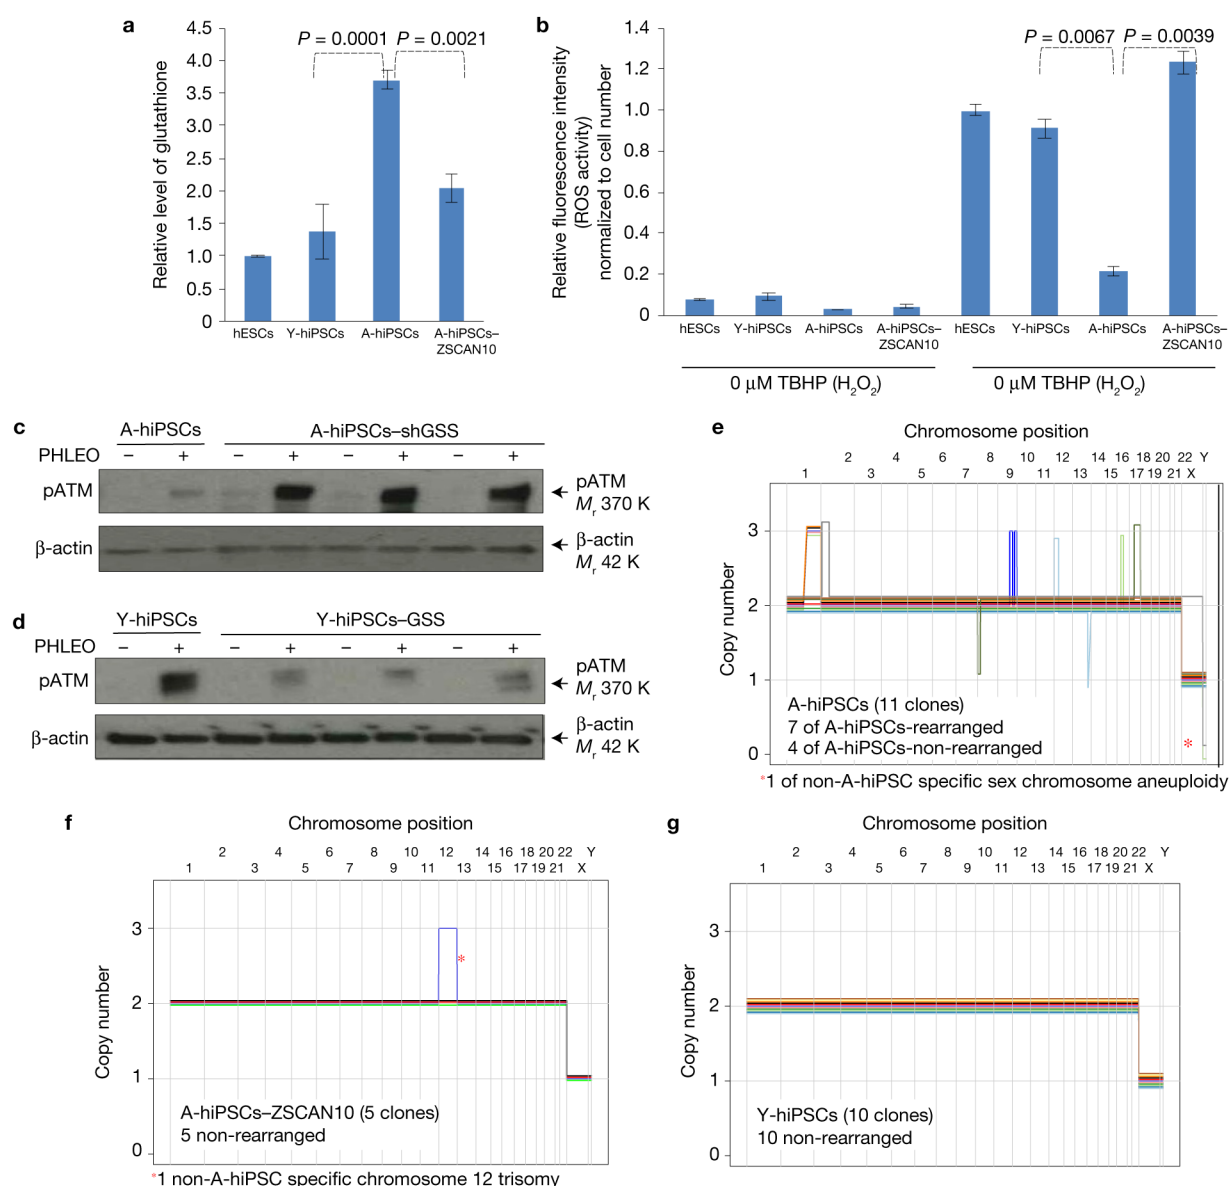 a
Relative level of glutathione
4.5
4.0
3.5
3.0
2.5
2.0
1.5
1.0
0.5
0
P = 0.0001
P = 0.0021
hESCs
Y-hiPSCs
A-hiPSCs
A-hiPSCs–
ZSCAN10
b
Relative fluorescence intensity
(ROS activity)
normalized to cell number
1.4
1.2
1.0
0.8
0.6
0.4
0.2
0
P = 0.0067
P = 0.0039
hESCs
Y-hiPSCs
A-hiPSCs
A-hiPSCs–
ZSCAN10
hESCs
Y-hiPSCs
A-hiPSCs
A-hiPSCs–
ZSCAN10
0 μM TBHP (H2O2)
0 μM TBHP (H2O2)
c
A-hiPSCs
A-hiPSCs–shGSS
PHLEO – + – + – + – +
pATM
pATM
Mr 370 K
β-actin
β-actin
Mr 42 K
d
Y-hiPSCs
Y-hiPSCs–GSS
PHLEO – + – + – + – +
pATM
pATM
Mr 370 K
β-actin
β-actin
Mr 42 K
e
Chromosome position
2 4 6 8 10 12 14 16 18 20 22 Y
1 3 5 7 9 11 13 15 17 19 21 X
Copy number
3
2
1
0
A-hiPSCs (11 clones)
7 of A-hiPSCs-rearranged
4 of A-hiPSCs-non-rearranged
*
*1 of non-A-hiPSC specific sex chromosome aneuploidy
f
Chromosome position
2 4 6 8 10 12 14 16 18 20 22 Y
1 3 5 7 9 11 13 15 17 19 21 X
Copy number
3
2
1
0
*
A-hiPSCs–ZSCAN10 (5 clones)
5 non-rearranged
*1 non-A-hiPSC specific chromosome 12 trisomy
g
Chromosome position
2 4 6 8 10 12 14 16 18 20 22 Y
1 3 5 7 9 11 13 15 17 19 21 X
Copy number
3
2
1
0
Y-hiPSCs (10 clones)
10 non-rearranged